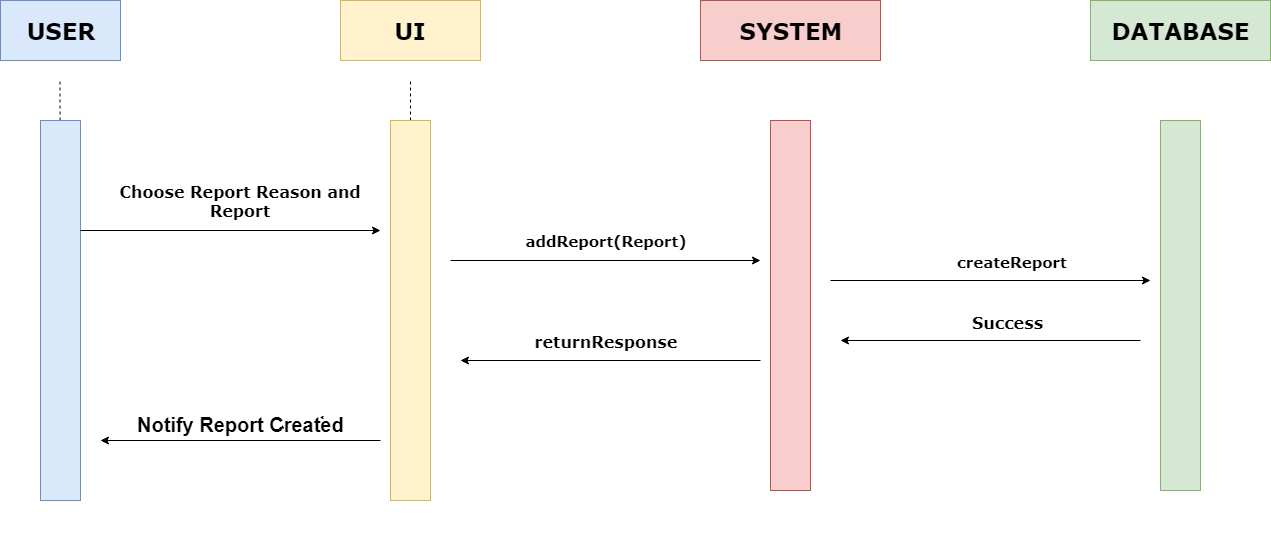 USER
UI
SYSTEM
DATABASE
Choose Report Reason and
Report
addReport(Report)
createReport
Success
returnResponse
Notify Report Created